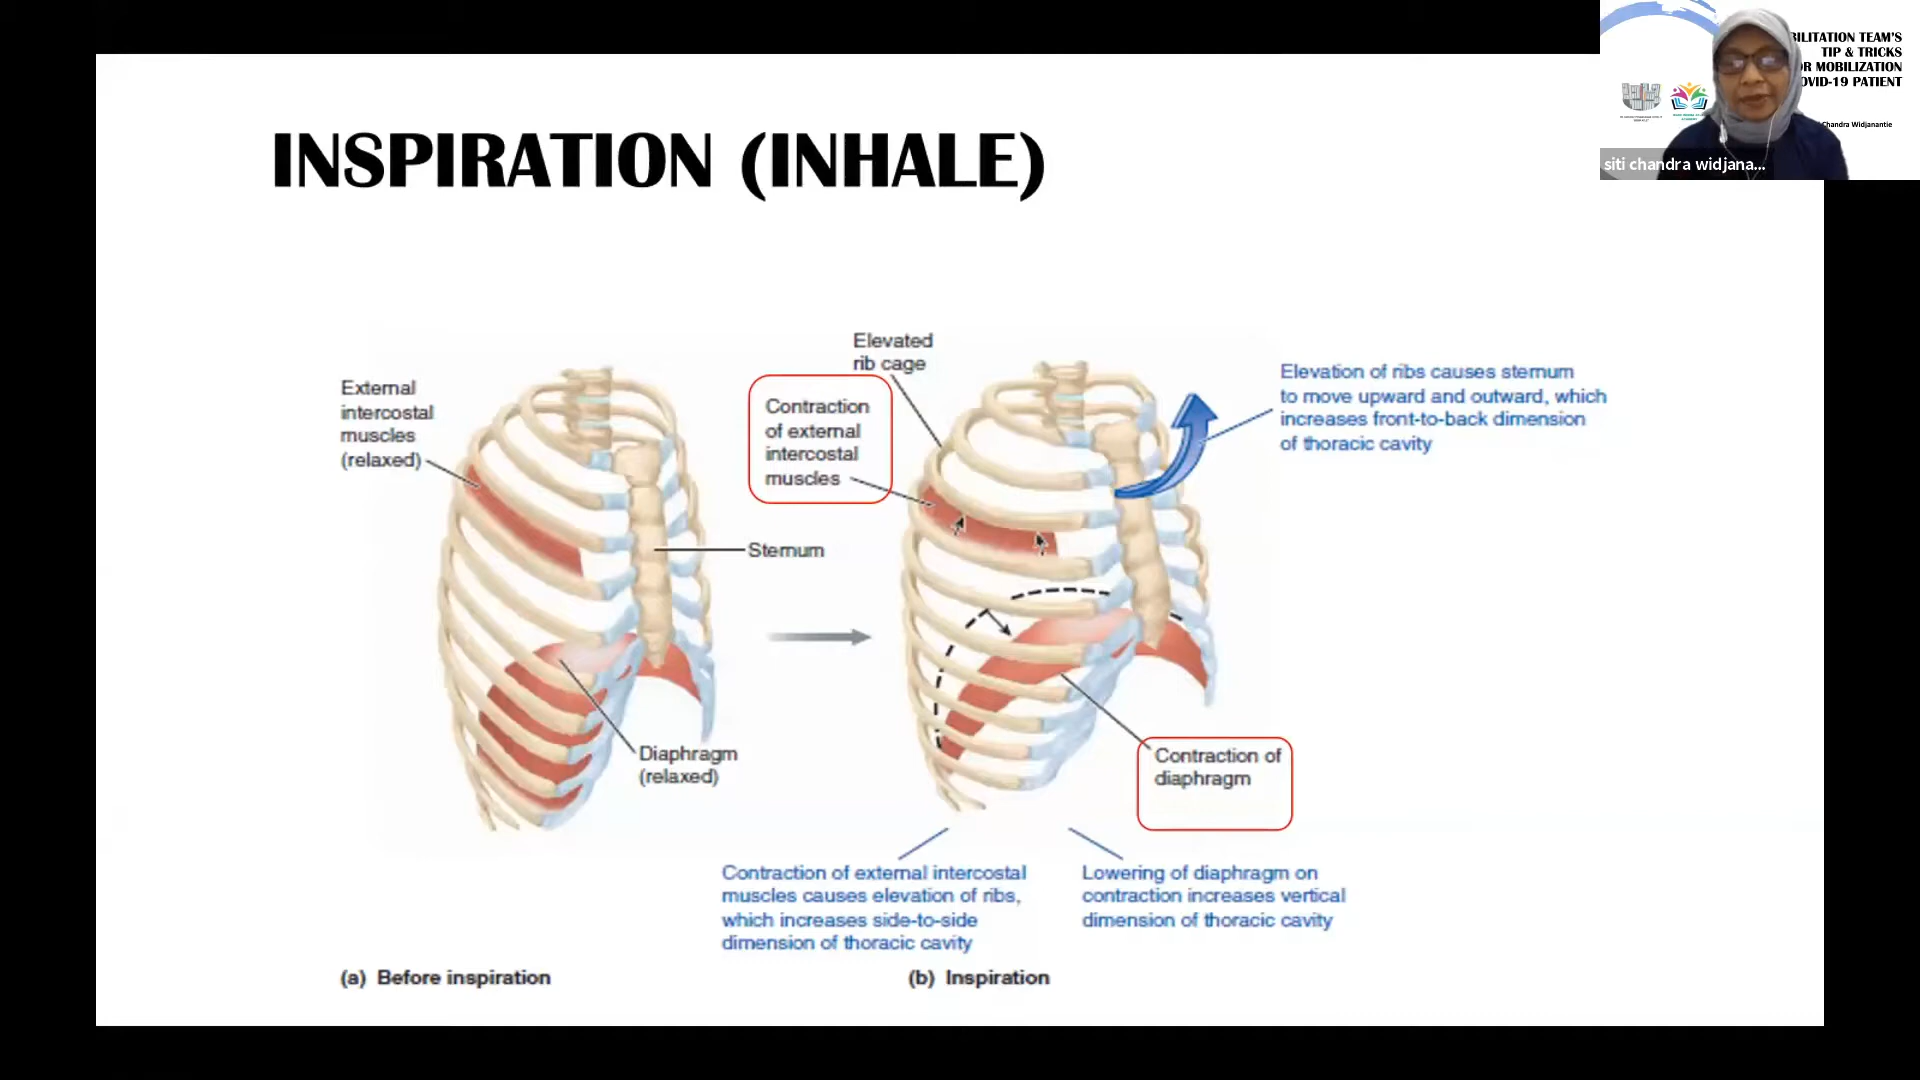 INSPIRATION (INHALE)
External
intercostal
muscles
(relaxed)
Elevated
rib cage
Contraction
of external
intercostal
muscles
Elevation of ribs causes sternum
to move upward and outward, which
increases front-to-back dimension
of thoracic cavity
Sternum
Diaphragm
(relaxed)
Contraction of
diaphragm
Contraction of external intercostal
muscles causes elevation of ribs,
which increases side-to-side
dimension of thoracic cavity
Lowering of diaphragm on
contraction increases vertical
dimension of thoracic cavity
(a) Before inspiration
(b) Inspiration
BILITATION TEAM'S
TIP & TRICKS
OR MOBILIZATION
OVID-19 PATIENT
Chandra Widjanantie
siti chandra widjana...